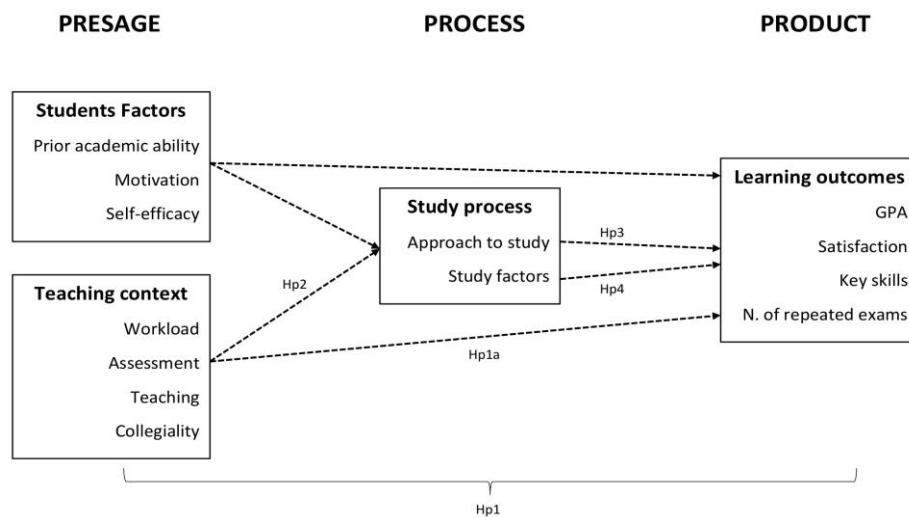 PRESAGE
PROCESS
PRODUCT
Students Factors
Prior academic ability
Motivation
Self-efficacy
Teaching context
Workload
Assessment
Teaching
Collegiality
Hp2
Study process
Approach to study
Study factors
Hp3
Hp4
Hp1a
Learning outcomes
GPA
Satisfaction
Key skills
N. of repeated exams
Hp1